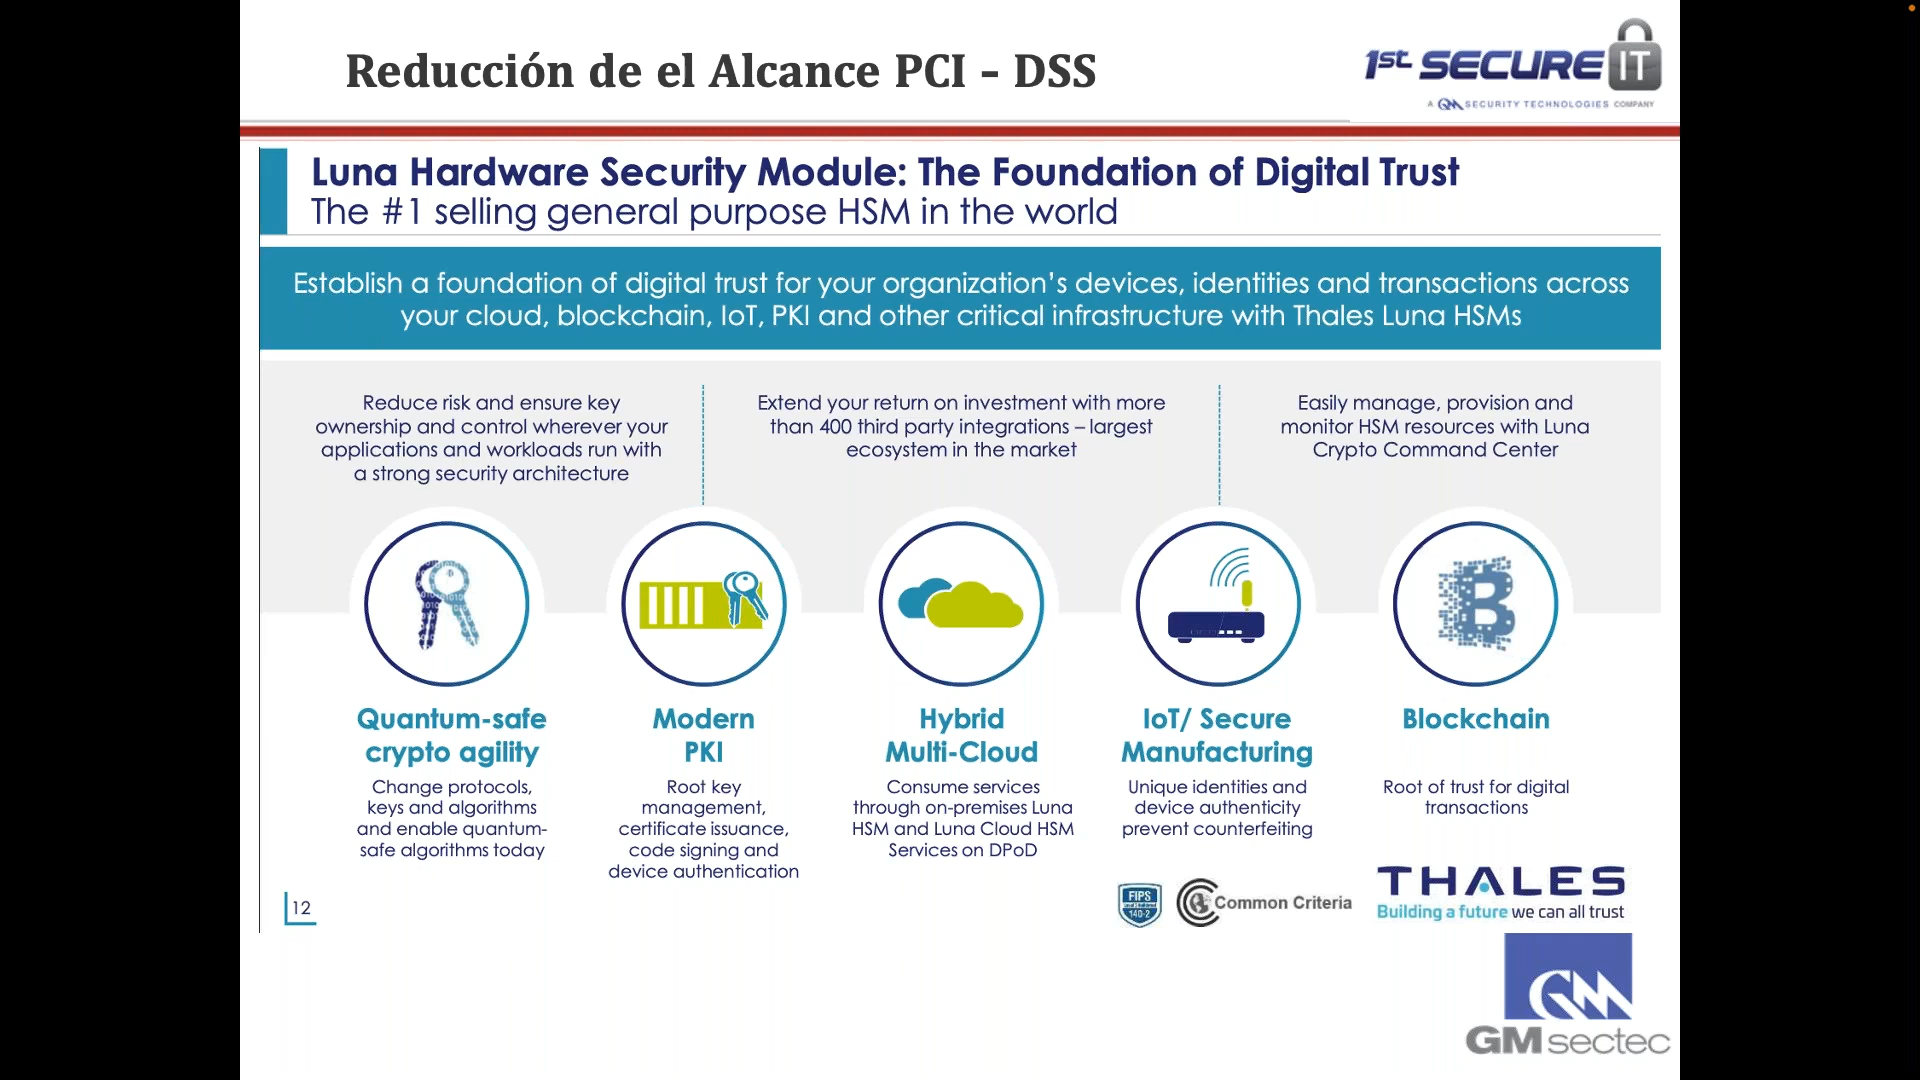 Reducción de el Alcance PCI - DSS
1st SECURE IT
A GM SECURITY TECHNOLOGIES COMPANY
Luna Hardware Security Module: The Foundation of Digital Trust
The #1 selling general purpose HSM in the world
Establish a foundation of digital trust for your organization's devices, identities and transactions across
your cloud, blockchain, IoT, PKI and other critical infrastructure with Thales Luna HSMs
Reduce risk and ensure key
ownership and control wherever your
applications and workloads run with
a strong security architecture
Extend your return on investment with more
than 400 third party integrations – largest
ecosystem in the market
Easily manage, provision and
monitor HSM resources with Luna
Crypto Command Center
Quantum-safe
crypto agility
Change protocols,
keys and algorithms
and enable quantum-
safe algorithms today
Modern
PKI
Root key
management,
certificate issuance,
code signing and
device authentication
Hybrid
Multi-Cloud
Consume services
through on-premises Luna
HSM and Luna Cloud HSM
Services on DPoD
IoT/ Secure
Manufacturing
Unique identities and
device authenticity
prevent counterfeiting
Blockchain
Root of trust for digital
transactions
12
FIPS
140-2
Common Criteria
THALES
Building a future we can all trust
GM
GM sectec